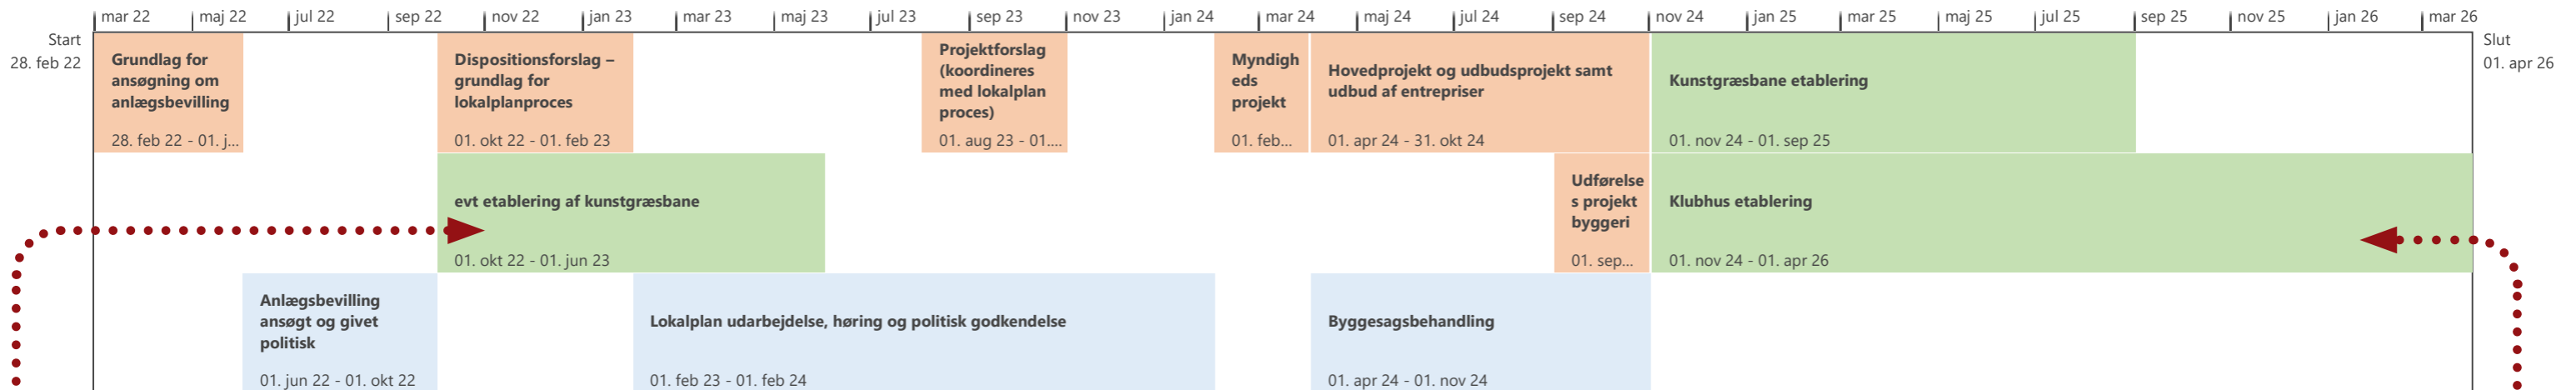 mar 22 maj 22 jul 22 sep 22 nov 22 jan 23 mar 23 maj 23 jul 23 sep 23 nov 23 jan 24 mar 24 maj 24 jul 24 sep 24 nov 24 jan 25 mar 25 maj 25 jul 25 sep 25 nov 25 jan 26 mar 26
Start
28. feb 22
Slut
01. apr 26
Grundlag for
ansøgning om
anlægsbevilling
28. feb 22 - 01. j...
Dispositionsforslag –
grundlag for
lokalplanproces
01. okt 22 - 01. feb 23
Projektforslag
(koordineres
med lokalplan
proces)
01. aug 23 - 01....
Myndigh
eds
projekt
01. feb...
Hovedprojekt og udbudsprojekt samt
udbud af entrepriser
01. apr 24 - 31. okt 24
Kunstgræsbane etablering
01. nov 24 - 01. sep 25
evt etablering af kunstgræsbane
01. okt 22 - 01. jun 23
Udførelse
s projekt
byggeri
01. sep...
Klubhus etablering
01. nov 24 - 01. apr 26
Anlægsbevilling
ansøgt og givet
politisk
01. jun 22 - 01. okt 22
Lokalplan udarbejdelse, høring og politisk godkendelse
01. feb 23 - 01. feb 24
Byggesagsbehandling
01. apr 24 - 01. nov 24